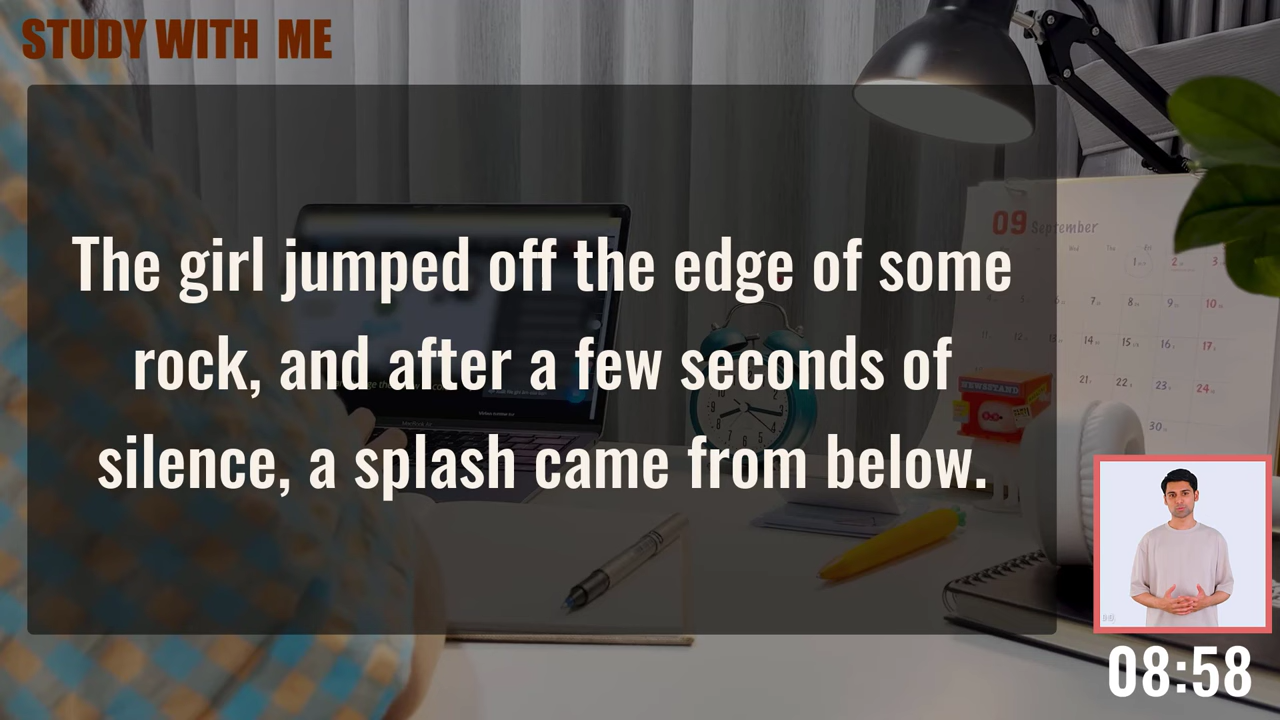 STUDY WITH ME
The girl jumped off the edge of some
rock, and after a few seconds of
silence, a splash came from below.
09 September
NEWSSTAND
08:58